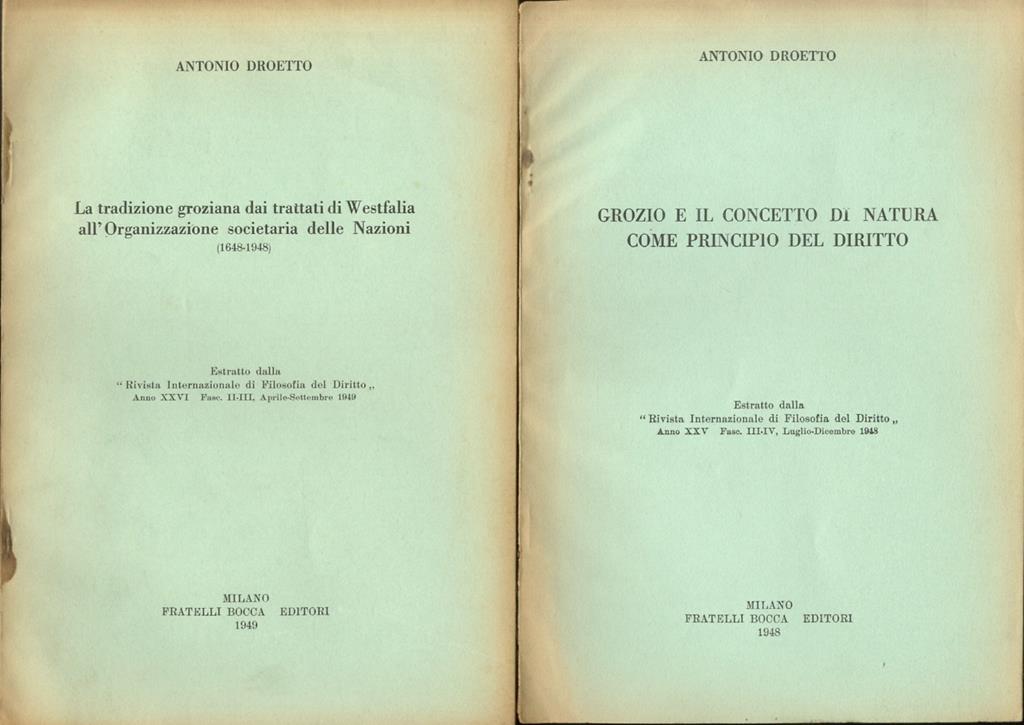 ANTONIO DROETTO
La tradizione groziana dai trattati di Westfalia
all'Organizzazione societaria delle Nazioni
(1648-1948)
Estratto dalla
“ Rivista Internazionale di Filosofia del Diritto „
Anno XXVI Fasc. II-III, Aprile-Settembre 1949
MILANO
FRATELLI BOCCA EDITORI
1949
ANTONIO DROETTO
GROZIO E IL CONCETTO DI NATURA
COME PRINCIPIO DEL DIRITTO
Estratto dalla
“ Rivista Internazionale di Filosofia del Diritto „
Anno XXV Fasc. III-IV, Luglio-Dicembre 1948
MILANO
FRATELLI BOCCA EDITORI
1948